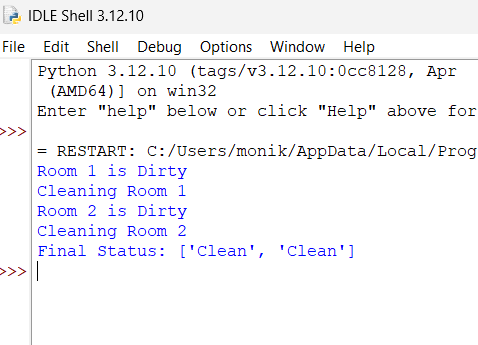 IDLE Shell 3.12.10
File Edit Shell Debug Options Window Help
Python 3.12.10 (tags/v3.12.10:0cc8128, Apr
(AMD64)] on win32
Enter "help" below or click "Help" above for
>>>
= RESTART: C:/Users/monik/AppData/Local/Prog
Room 1 is Dirty
Cleaning Room 1
Room 2 is Dirty
Cleaning Room 2
Final Status: ['Clean', 'Clean']
>>>